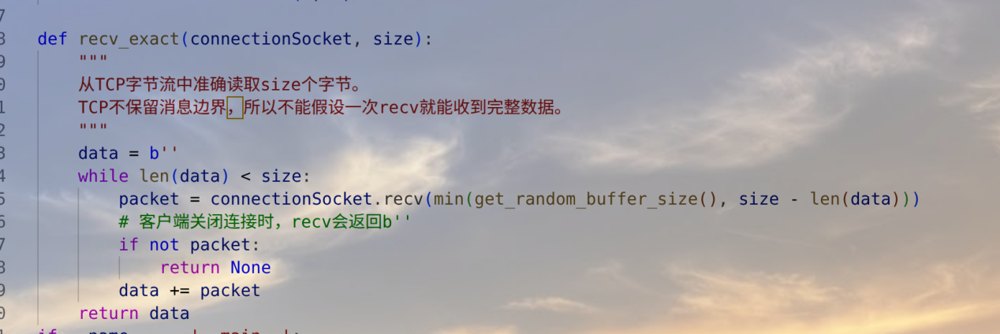 def recv_exact(connectionSocket, size):
"""
从TCP字节流中准确读取size个字节。
TCP不保留消息边界，所以不能假设一次recv就能收到完整数据。
"""
data = b''
while len(data) < size:
packet = connectionSocket.recv(min(get_random_buffer_size(), size - len(data)))
# 客户端关闭连接时，recv会返回b''
if not packet:
return None
data += packet
return data